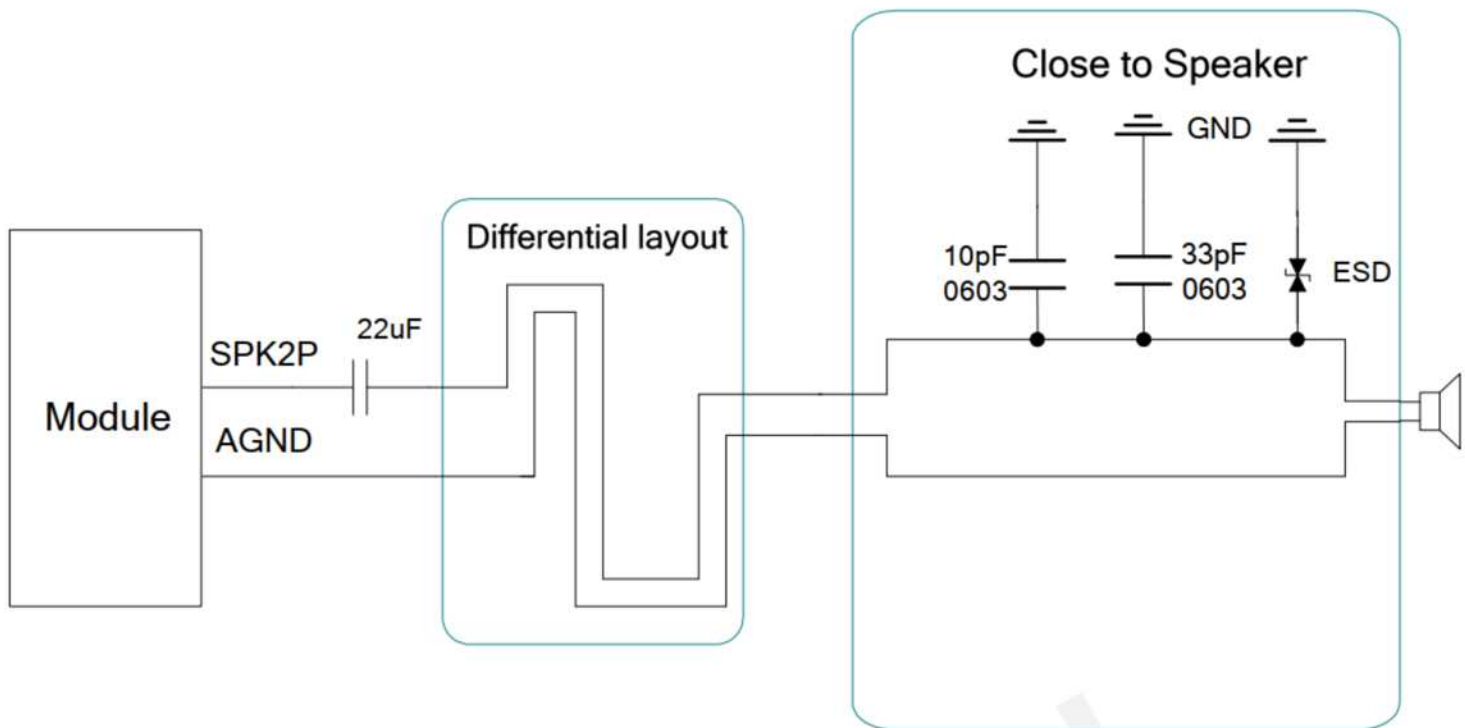 Close to Speaker
GND
Differential layout
10pF
0603
33pF
0603
ESD
22uF
SPK2P
Module
AGND